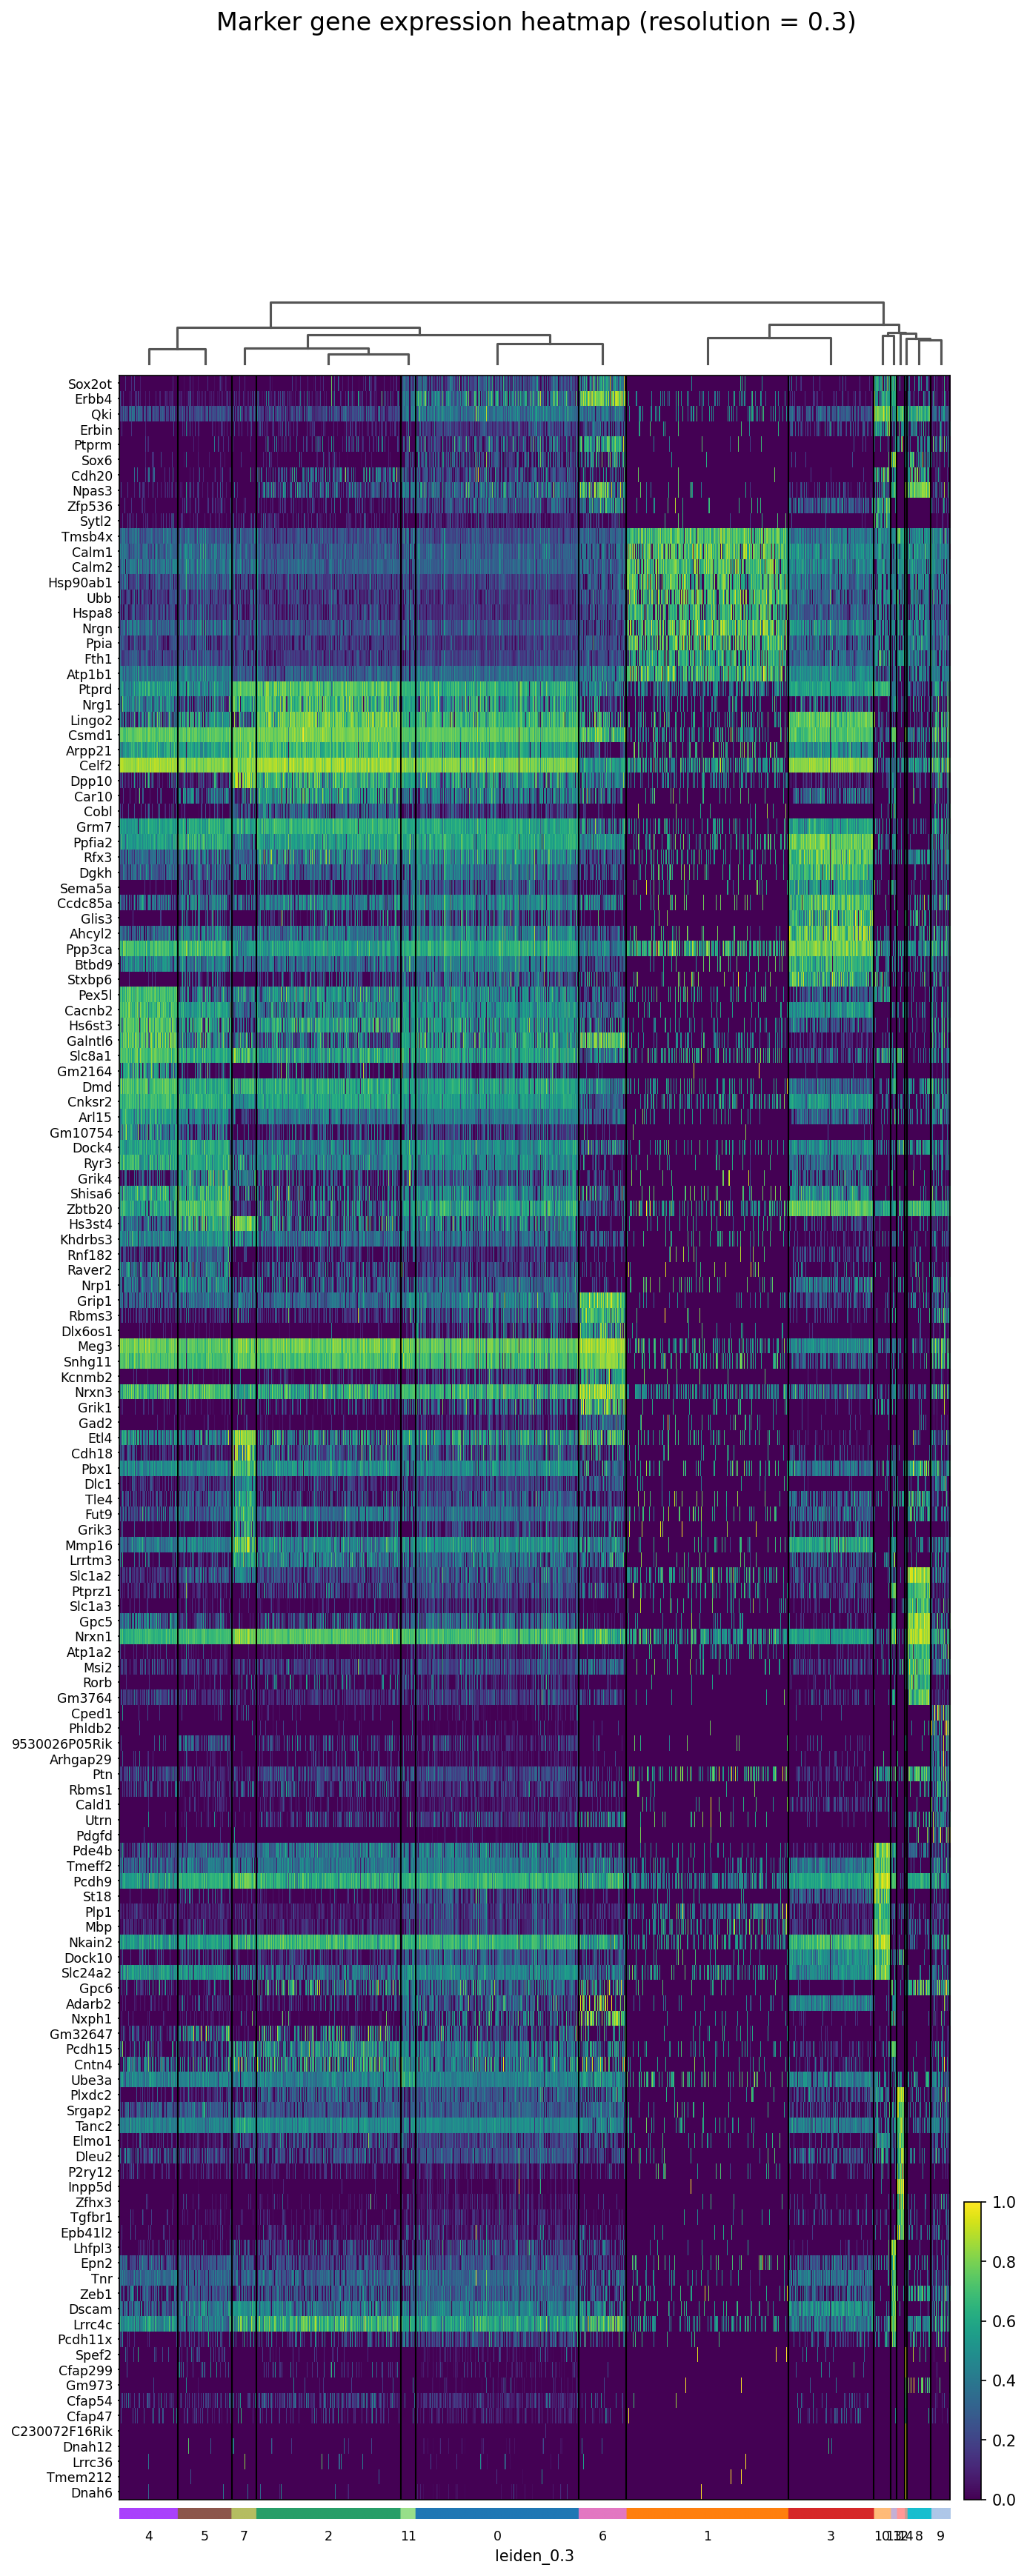 Marker gene expression heatmap (resolution = 0.3)
Sox2ot
Erbb4
Qki
Erbin
Ptprm
Sox6
Cdh20
Npas3
Zfp536
Sytl2
Tmsb4x
Calm1
Calm2
Hsp90ab1
Ubb
Hspa8
Nrgn
Ppia
Fth1
Atp1b1
Ptprd
Nrg1
Lingo2
Csmd1
Arpp21
Celf2
Dpp10
Car10
Cobl
Grm7
Ppfia2
Rfx3
Dgkh
Sema5a
Ccdc85a
Glis3
Ahcyl2
Ppp3ca
Btbd9
Stxbp6
Pex5l
Cacnb2
Hs6st3
Galntl6
Slc8a1
Gm2164
Dmd
Cnksr2
Arl15
Gm10754
Dock4
Ryr3
Grik4
Shisa6
Zbtb20
Hs3st4
Khdrbs3
Rnf182
Raver2
Nrp1
Grip1
Rbms3
Dlx6os1
Meg3
Snhg11
Kcnmb2
Nrxn3
Grik1
Gad2
Etl4
Cdh18
Pbx1
Dlc1
Tle4
Fut9
Grik3
Mmp16
Lrrtm3
Slc1a2
Ptprz1
Slc1a3
Gpc5
Nrxn1
Atp1a2
Msi2
Rorb
Gm3764
Cped1
Phldb2
9530026P05Rik
Arhgap29
Ptn
Rbms1
Cald1
Utrn
Pdgfd
Pde4b
Tmeff2
Pcdh9
St18
Plp1
Mbp
Nkain2
Dock10
Slc24a2
Gpc6
Adarb2
Nxph1
Gm32647
Pcdh15
Cntn4
Ube3a
Plxdc2
Srgap2
Tanc2
Elmo1
Dleu2
P2ry12
Inpp5d
Zfhx3
Tgfbr1
Epb41l2
Lhfpl3
Epn2
Tnr
Zeb1
Dscam
Lrrc4c
Pcdh11x
Spef2
Cfap299
Gm973
Cfap54
Cfap47
C230072F16Rik
Dnah12
Lrrc36
Tmem212
Dnah6
1.0
0.8
0.6
0.4
0.2
0.0
4 5 7 2 11 0 6 1 3 10 8 9
leiden_0.3